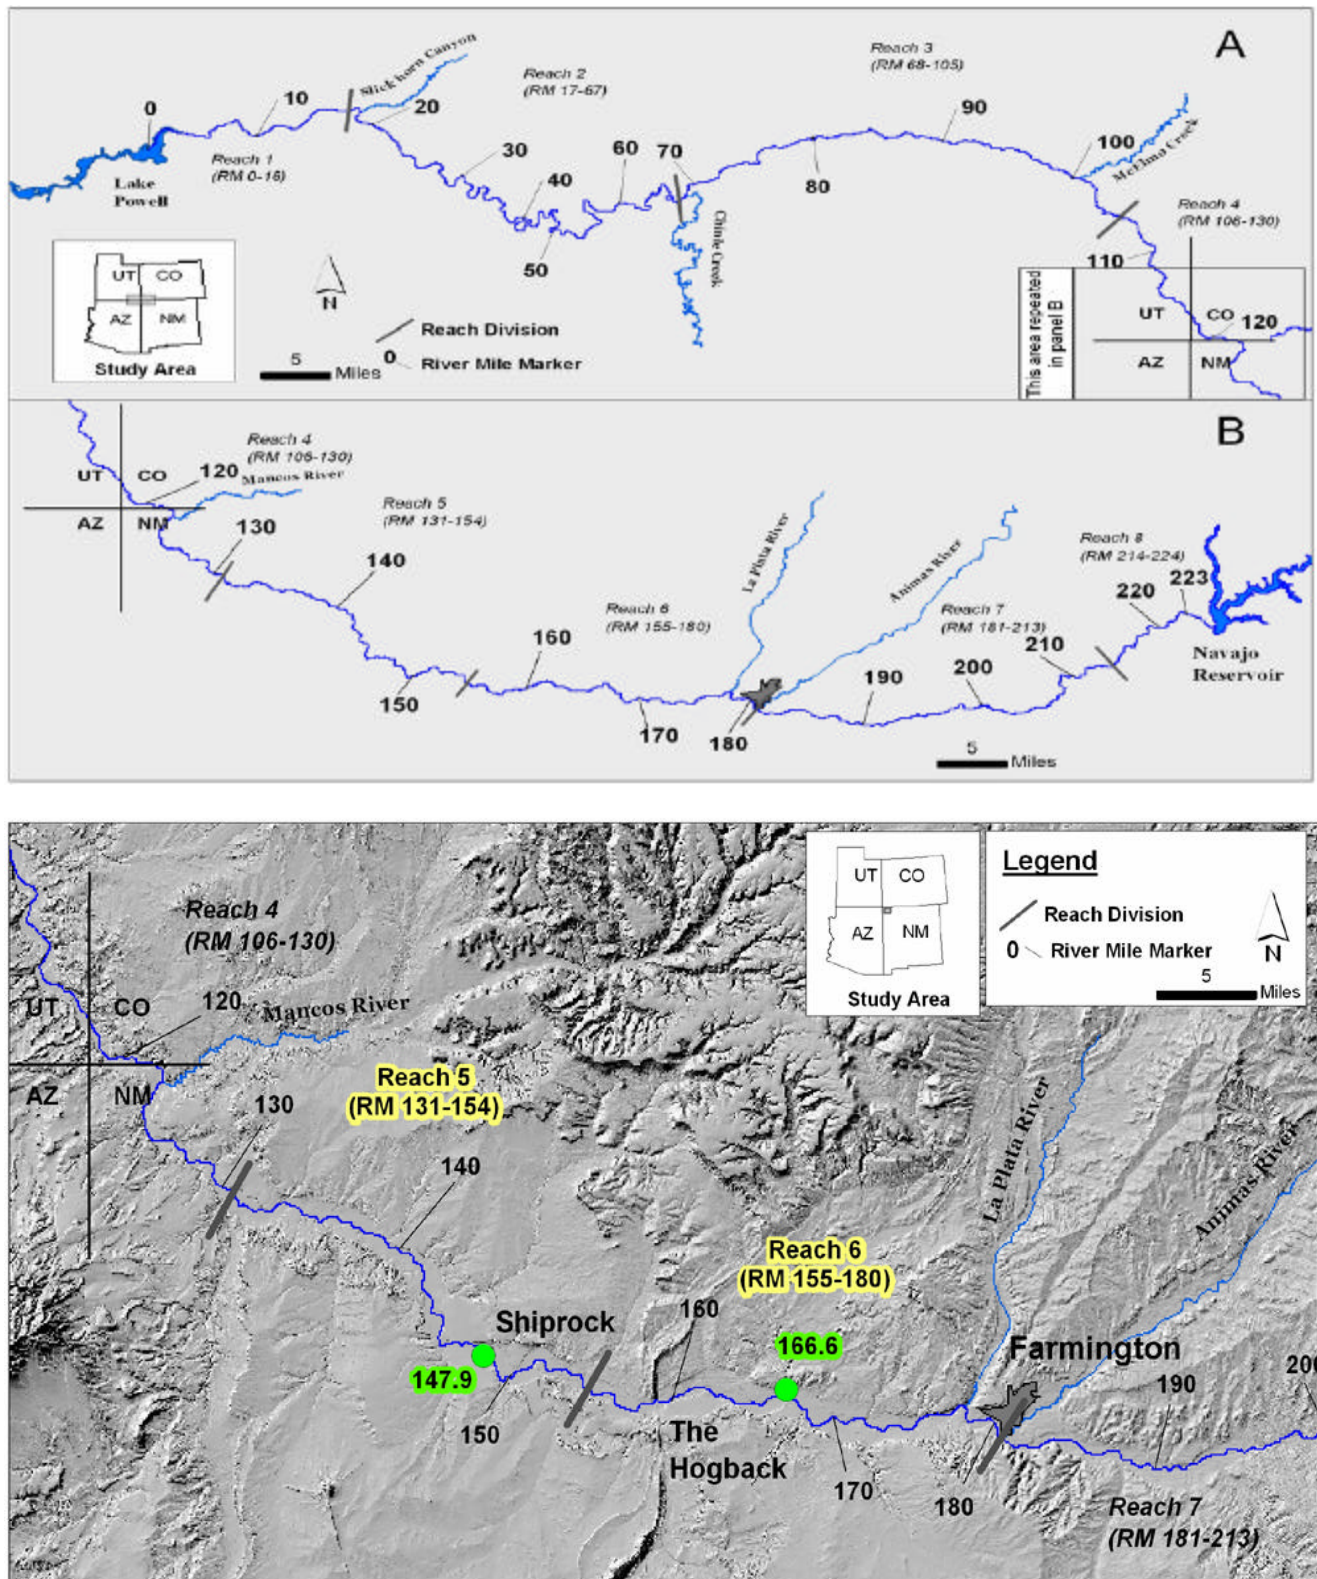 A
Slickhorn Canyon
Reach 2
(RM 17-67)
Reach 3
(RM 68-105)
0
10
20
30
40
50
60
70
80
90
100
McElmo Creek
Reach 1
(RM 0-16)
Lake
Powell
Chinle Creek
Reach 4
(RM 106-130)
110
This area repeated
in panel B
UT
CO
120
AZ
NM
UT
CO
AZ
NM
Study Area
N
Reach Division
0
River Mile Marker
5
Miles
B
Reach 4
(RM 106-130)
Mancos River
UT
CO
120
AZ
NM
130
Reach 5
(RM 131-154)
140
150
160
Reach 6
(RM 155-180)
170
La Plata River
Animas River
180
190
Reach 7
(RM 181-213)
200
210
Reach 8
(RM 214-224)
220
223
Navajo
Reservoir
5
Miles
UT
CO
AZ
NM
Study Area
Legend
Reach Division
0
River Mile Marker
N
5
Miles
Reach 4
(RM 106-130)
UT
CO
120
Mancos River
AZ
NM
130
Reach 5
(RM 131-154)
140
La Plata River
Animas River
Reach 6
(RM 155-180)
Shiprock
160
166.6
147.9
Farmington
150
The
Hogback
170
180
190
200
Reach 7
(RM 181-213)